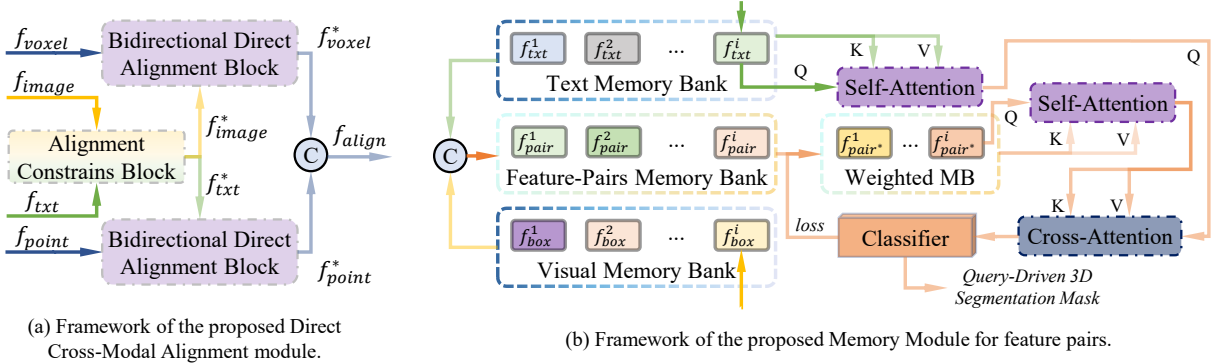 f_voxel
Bidirectional Direct
Alignment Block
f*_voxel
f_image
Alignment
Constrains Block
f*_image
f*_txt
C
f_align
f_txt
f_point
Bidirectional Direct
Alignment Block
f*_point
(a) Framework of the proposed Direct
Cross-Modal Alignment module.
f^1_txt f^2_txt ... f^i_txt
Text Memory Bank
Q
K
V
Self-Attention
Q
C
f^1_pair f^2_pair ... f^i_pair
Feature-Pairs Memory Bank
f^1_pair* ... f^i_pair*
Weighted MB
Q
Self-Attention
K
V
f^1_box f^2_box ... f^i_box
Visual Memory Bank
loss
Classifier
K
V
Cross-Attention
Query-Driven 3D
Segmentation Mask
(b) Framework of the proposed Memory Module for feature pairs.